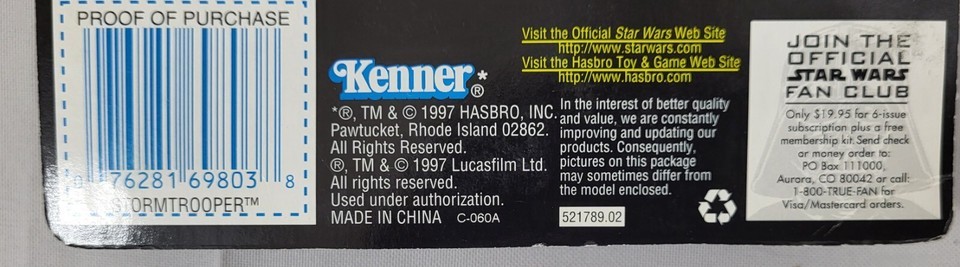 PROOF OF PURCHASE
0 76281 69803 8
STORMTROOPER™
Kenner®*
*®, TM & © 1997 HASBRO, INC.
Pawtucket, Rhode Island 02862.
All Rights Reserved.
®, TM & © 1997 Lucasfilm Ltd.
All rights reserved.
Used under authorization.
MADE IN CHINA C-060A
Visit the Official Star Wars Web Site
http://www.starwars.com
Visit the Hasbro Toy & Game Web Site
http://www.hasbro.com
In the interest of better quality
and value, we are constantly
improving and updating our
products. Consequently,
pictures on this package
may sometimes differ from
the model enclosed.
521789.02
JOIN THE
OFFICIAL
STAR WARS
FAN CLUB
Only $19.95 for 6-issue
subscription plus a free
membership kit. Send check
or money order to:
PO Box 111000,
Aurora, CO 80042 or call:
1-800-TRUE-FAN for
Visa/Mastercard orders.